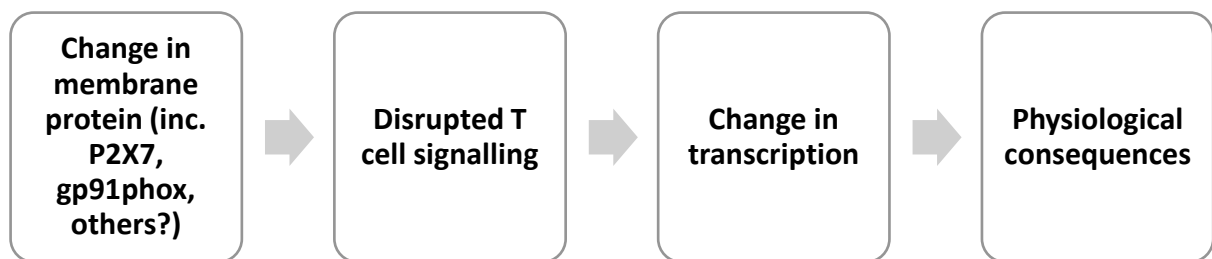 Change in
membrane
protein (inc.
P2X7,
gp91phox,
others?)
Disrupted T
cell signalling
Change in
transcription
Physiological
consequences